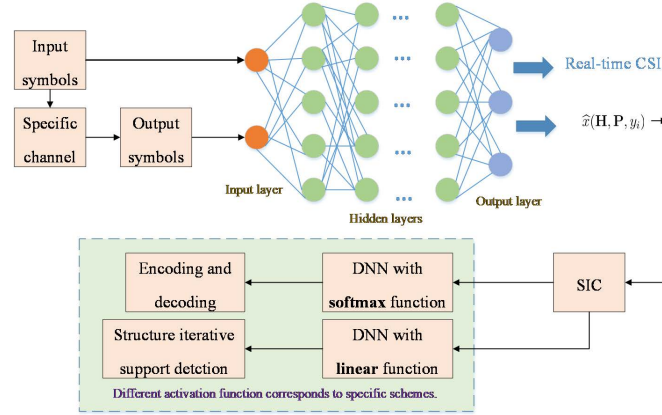 Input
symbols
Specific
channel
Output
symbols
Input layer
Hidden layers
Output layer
Real-time CSI
x̂(H, P, yᵢ)
Encoding and
decoding
DNN with
softmax function
SIC
Structure iterative
support detction
DNN with
linear function
Different activation function corresponds to specific schemes.